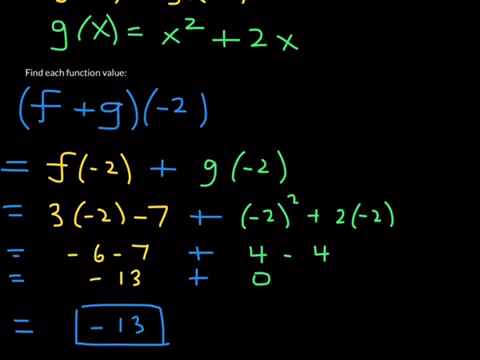 g(x) = x² + 2x
Find each function value:
(f + g)(-2)
= f(-2) + g(-2)
= 3(-2) - 7 + (-2)² + 2(-2)
= -6 - 7 + 4 - 4
= -13 + 0
= -13